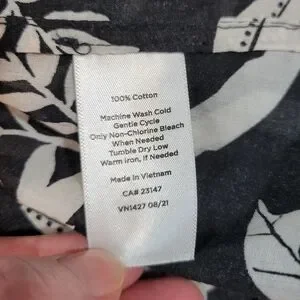 100% Cotton
Machine Wash Cold
Gentle Cycle
Only Non-Chlorine Bleach
When Needed
Tumble Dry Low
Warm iron, If Needed
Made in Vietnam
CA# 23147
VN1427 08/21